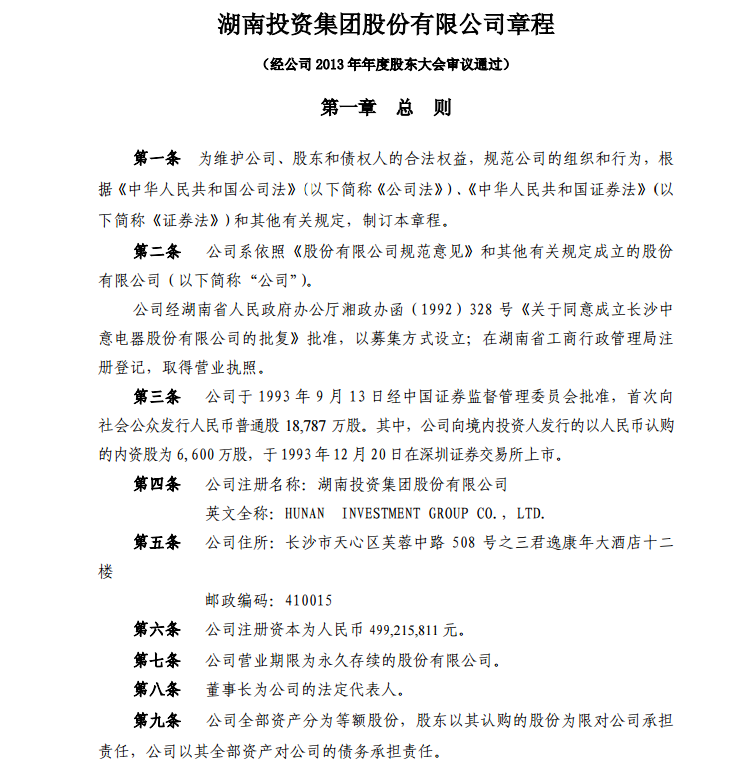 湖南投资集团股份有限公司章程
（经公司 2013 年年度股东大会审议通过）
第一章 总 则
第一条 为维护公司、股东和债权人的合法权益，规范公司的组织和行为，根
据《中华人民共和国公司法》（以下简称《公司法》）、《中华人民共和国证券法》（以
下简称《证券法》）和其他有关规定，制订本章程。
第二条 公司系依照《股份有限公司规范意见》和其他有关规定成立的股份
有限公司（以下简称“公司”）。
公司经湖南省人民政府办公厅湘政办函（1992）328 号《关于同意成立长沙中
意电器股份有限公司的批复》批准，以募集方式设立；在湖南省工商行政管理局注
册登记，取得营业执照。
第三条 公司于 1993 年 9 月 13 日经中国证券监督管理委员会批准，首次向
社会公众发行人民币普通股 18,787 万股。其中，公司向境内投资人发行的以人民币认购
的内资股为 6,600 万股，于 1993 年 12 月 20 日在深圳证券交易所上市。
第四条 公司注册名称：湖南投资集团股份有限公司
英文全称：HUNAN INVESTMENT GROUP CO.，LTD.
第五条 公司住所：长沙市天心区芙蓉中路 508 号之三君逸康年大酒店十二
楼
邮政编码：410015
第六条 公司注册资本为人民币 499,215,811 元。
第七条 公司营业期限为永久存续的股份有限公司。
第八条 董事长为公司的法定代表人。
第九条 公司全部资产分为等额股份，股东以其认购的股份为限对公司承担
责任，公司以其全部资产对公司的债务承担责任。